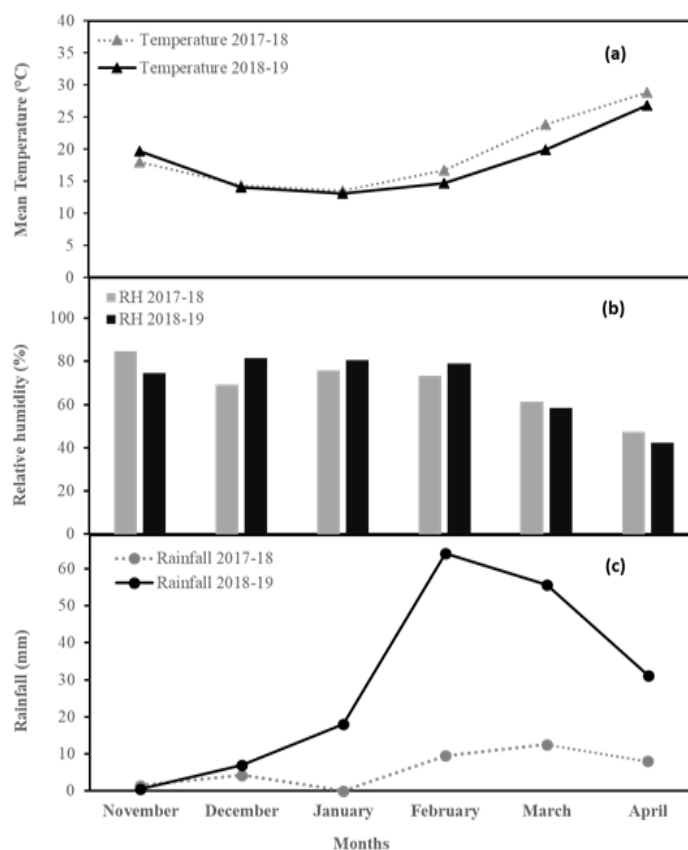 40
35
30
25
20
15
10
5
0
Mean Temperature (°C)
Temperature 2017-18
Temperature 2018-19
(a)
100
80
60
40
20
0
Relative humidity (%)
RH 2017-18
RH 2018-19
(b)
60
50
40
30
20
10
0
Rainfall (mm)
Rainfall 2017-18
Rainfall 2018-19
(c)
November December January February March April
Months